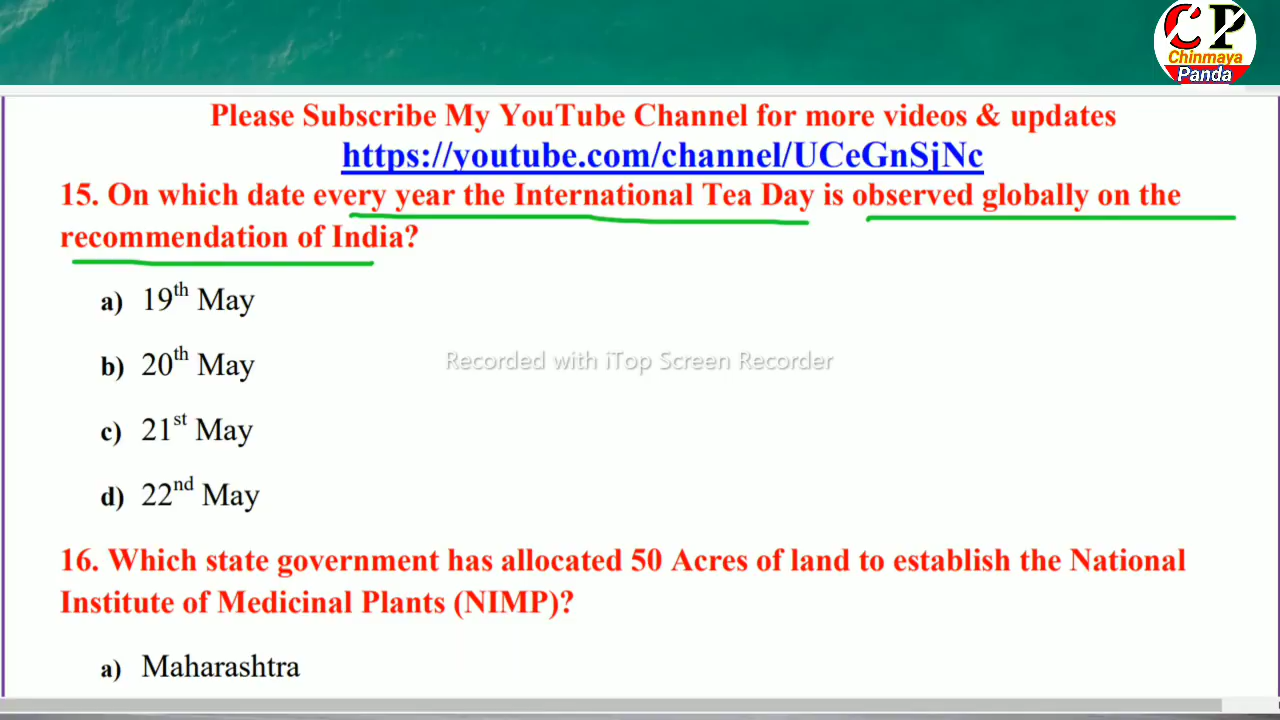 CP
Chinmaya
Panda
Please Subscribe My YouTube Channel for more videos & updates
https://youtube.com/channel/UCeGnSjNc
15. On which date every year the International Tea Day is observed globally on the
recommendation of India?
a) 19th May
b) 20th May
Recorded with iTop Screen Recorder
c) 21st May
d) 22nd May
16. Which state government has allocated 50 Acres of land to establish the National
Institute of Medicinal Plants (NIMP)?
a) Maharashtra